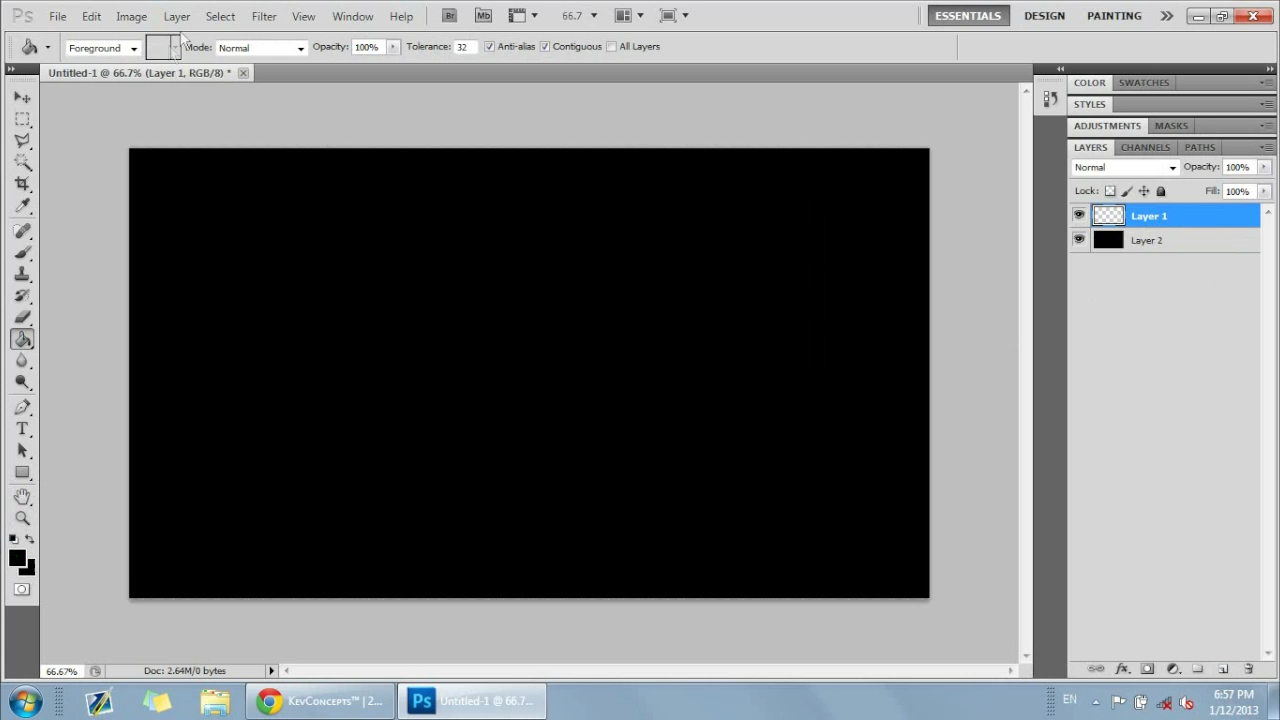 Ps File Edit Image Layer Select Filter View Window Help Br Mb 66.7 ESSENTIALS DESIGN PAINTING
Foreground Mode: Normal Opacity: 100% Tolerance: 32 Anti-alias Contiguous All Layers
Untitled-1 @ 66.7% (Layer 1, RGB/8) *
COLOR SWATCHES
STYLES
ADJUSTMENTS MASKS
LAYERS CHANNELS PATHS
Normal Opacity: 100%
Lock: Fill: 100%
Layer 1
Layer 2
T
66.67% Doc: 2.64M/0 bytes
fx
KevConcepts™ | 2... Ps Untitled-1 @ 66.7... EN 6:57 PM
1/12/2013